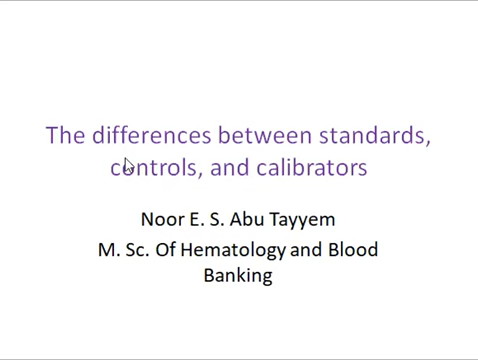 The differences between standards,
controls, and calibrators
Noor E. S. Abu Tayyem
M. Sc. Of Hematology and Blood
Banking